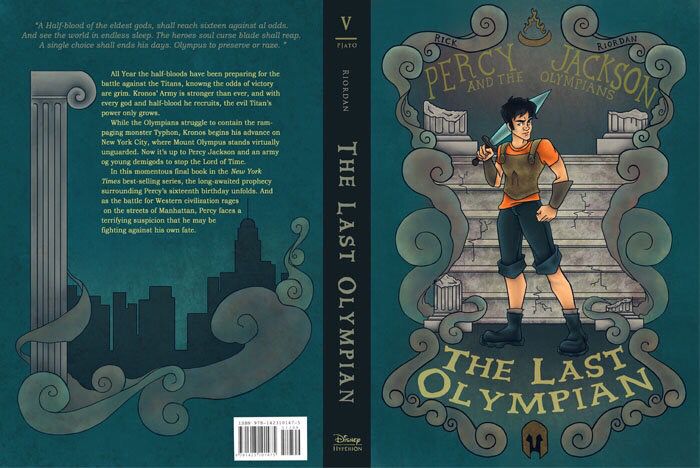 "A Half-blood of the eldest gods, shall reach sixteen against al odds.
And see the world in endless sleep. The heroes soul curse blade shall reap.
A single choice shall ends his days. Olympus to preserve or raze. "
All Year the half-bloods have been preparing for the
battle against the Titans, knowng the odds of victory
are grim. Kronos' Army is stronger than ever, and with
every god and half-blood he recruits, the evil Titan's
power only grows.
While the Olympians struggle to contain the ram-
paging monster Typhon, Kronos begins his advance on
New York City, where Mount Olympus stands virtually
unguarded. Now it's up to Percy Jackson and an army
og young demigods to stop the Lord of Time.
In this momentous final book in the New York
Times best-selling series, the long-awaited prophecy
surrounding Percy's sixteenth birthday unfolds. And
as the battle for Western civilization rages
on the streets of Manhattan, Percy faces a
terrifying suspicion that he may be
fighting against his own fate.
V
PJATO
RIORDAN
THE LAST OLYMPIAN
Disney
HYPERION
RICK RIORDAN
PERCY JACKSON
AND THE OLYMPIANS
THE LAST
OLYMPIAN